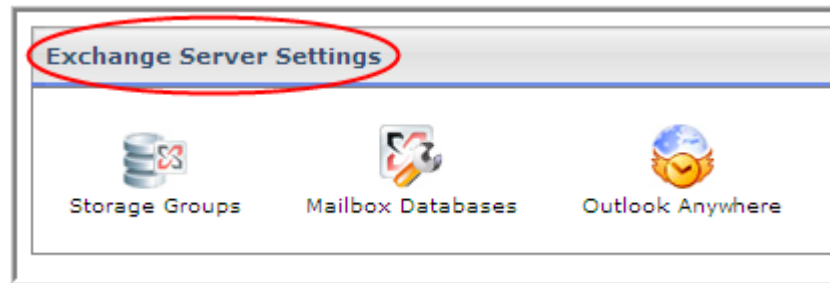 Exchange Server Settings
Storage Groups Mailbox Databases Outlook Anywhere